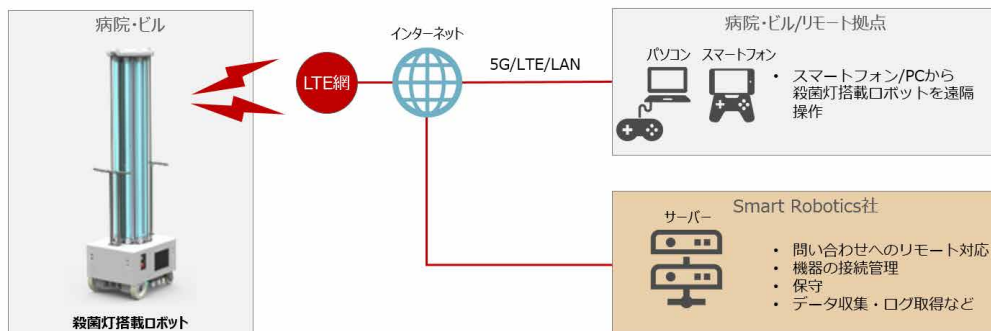 病院・ビル
殺菌灯搭載ロボット
LTE網
インターネット
5G/LTE/LAN
病院・ビル/リモート拠点
パソコン スマートフォン
• スマートフォン/PCから
殺菌灯搭載ロボットを遠隔
操作
Smart Robotics社
サーバー
• 問い合わせへのリモート対応
• 機器の接続管理
• 保守
• データ収集・ログ取得など